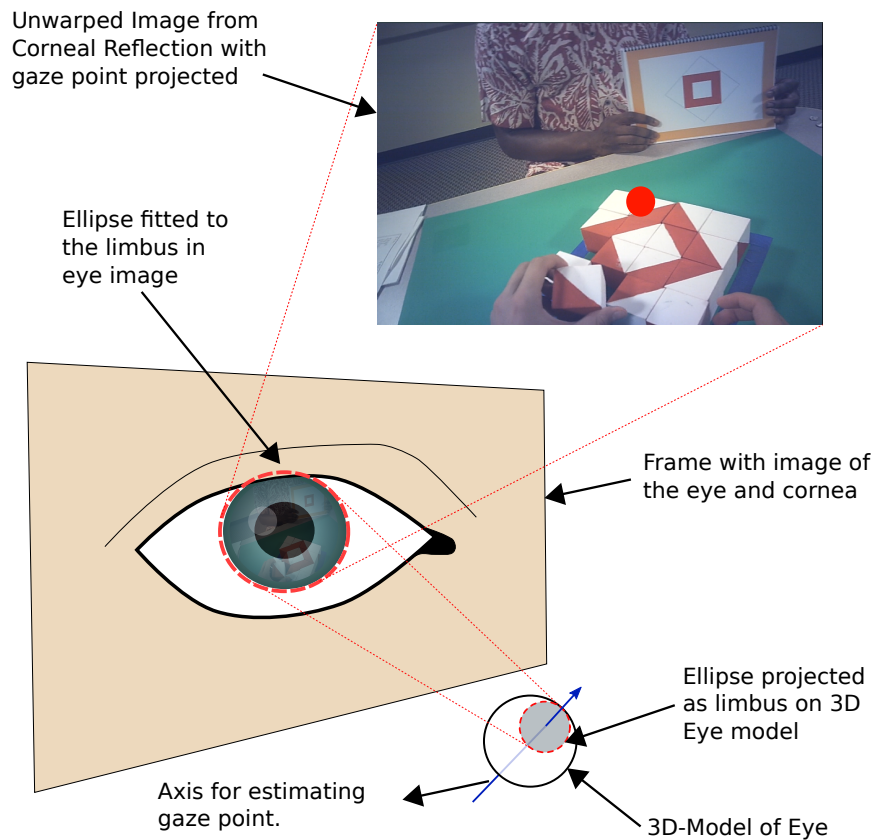 Unwarped Image from
Corneal Reflection with
gaze point projected
Ellipse fitted to
the limbus in
eye image
Frame with image of
the eye and cornea
Ellipse projected
as limbus on 3D
Eye model
Axis for estimating
gaze point.
3D-Model of Eye